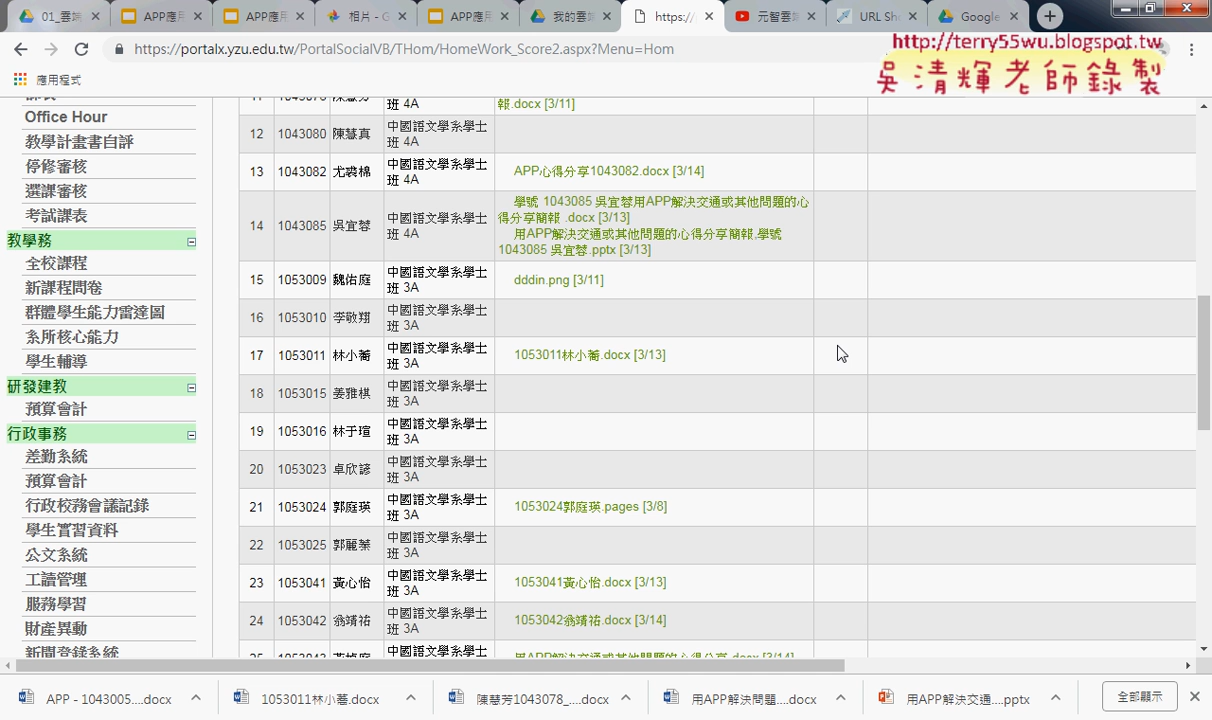 01_雲端
APP應用
APP應用
相片 - G
APP應用
我的雲端
https:/
元智雲端
URL Sh
Google
https://portalx.yzu.edu.tw/PortalSocialVB/THom/HomeWork_Score2.aspx?Menu=Hom
http://terry55wu.blogspot.tw
吳清輝老師錄製
應用程式
Office Hour
教學計畫書自評
停修審核
選課審核
考試課表
教學務
全校課程
新課程問卷
群體學生能力雷達圖
系所核心能力
學生輔導
研發建教
預算會計
行政事務
差勤系統
預算會計
行政校務會議記錄
學生實習資料
公文系統
工讀管理
服務學習
財產異動
新聞登錄系統
班 4A 報.docx [3/11]
12 1043080 陳慧真 中國語文學系學士
班 4A
13 1043082 尤裘棉 中國語文學系學士 APP心得分享1043082.docx [3/14]
班 4A
學號 1043085 吳宜蓉用APP解決交通或其他問題的心
14 1043085 吳宜蓉 中國語文學系學士 得分享簡報 .docx [3/13]
班 4A 用APP解決交通或其他問題的心得分享簡報.學號
1043085 吳宜蓉.pptx [3/13]
15 1053009 魏佑庭 中國語文學系學士 dddin.png [3/11]
班 3A
16 1053010 李敬翔 中國語文學系學士
班 3A
17 1053011 林小蕎 中國語文學系學士 1053011林小蕎.docx [3/13]
班 3A
18 1053015 姜雅棋 中國語文學系學士
班 3A
19 1053016 林于瑄 中國語文學系學士
班 3A
20 1053023 卓欣諺 中國語文學系學士
班 3A
21 1053024 郭庭瑛 中國語文學系學士 1053024郭庭瑛.pages [3/8]
班 3A
22 1053025 郭麗棻 中國語文學系學士
班 3A
23 1053041 黃心怡 中國語文學系學士 1053041黃心怡.docx [3/13]
班 3A
24 1053042 翁靖祐 中國語文學系學士 1053042翁靖祐.docx [3/14]
班 3A
APP - 1043005....docx
1053011林小蕎.docx
陳慧芳1043078_....docx
用APP解決問題....docx
用APP解決交通....pptx
全部顯示